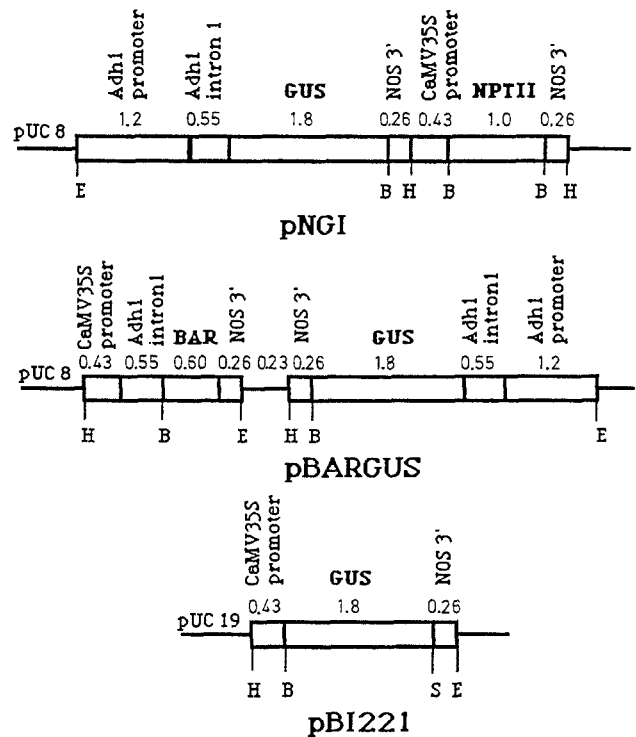 Adh1 promoter
Adh1 intron 1
GUS
NOS 3'
CaMV35S promoter
NPTII
NOS 3'
pUC 8
1.2 0.55 1.8 0.26 0.43 1.0 0.26
E B H B B H
pNGI
CaMV35S promoter
Adh1 intron1
BAR
NOS 3'
NOS 3'
GUS
Adh1 intron1
Adh1 promoter
pUC 8
0.43 0.55 0.60 0.26 0.23 0.26 1.8 0.55 1.2
H B E H B E
pBARGUS
CaMV35S promoter
GUS
NOS 3'
pUC 19
0.43 1.8 0.26
H B S E
pBI221